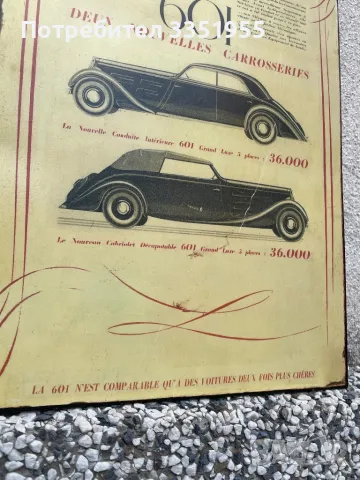 601
Потребител 3351955
DEUX NOUVELLES CARROSSERIES
La Nouvelle Conduite Intérieure 601 Grand Luxe 5 places : 36.000
Le Nouveau Cabriolet Décapotable 601 Grand Luxe 5 places : 36.000
LA 601 N'EST COMPARABLE QU'A DES VOITURES DEUX FOIS PLUS CHÈRES